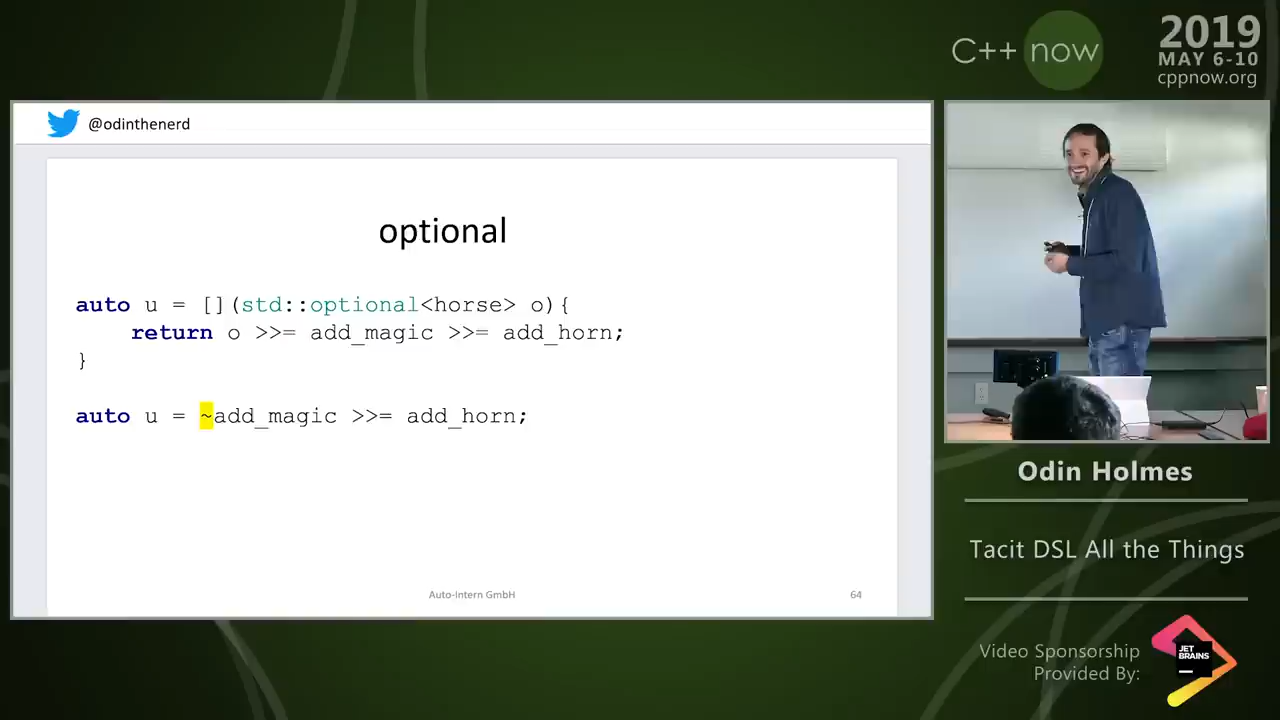 C++ now
2019
MAY 6-10
cppnow.org
@odinthenerd
optional
auto u = [](std::optional<horse> o){
return o >>= add_magic >>= add_horn;
}
auto u = ~add_magic >>= add_horn;
Auto-Intern GmbH
64
Odin Holmes
Tacit DSL All the Things
Video Sponsorship
Provided By:
JET
BRAINS